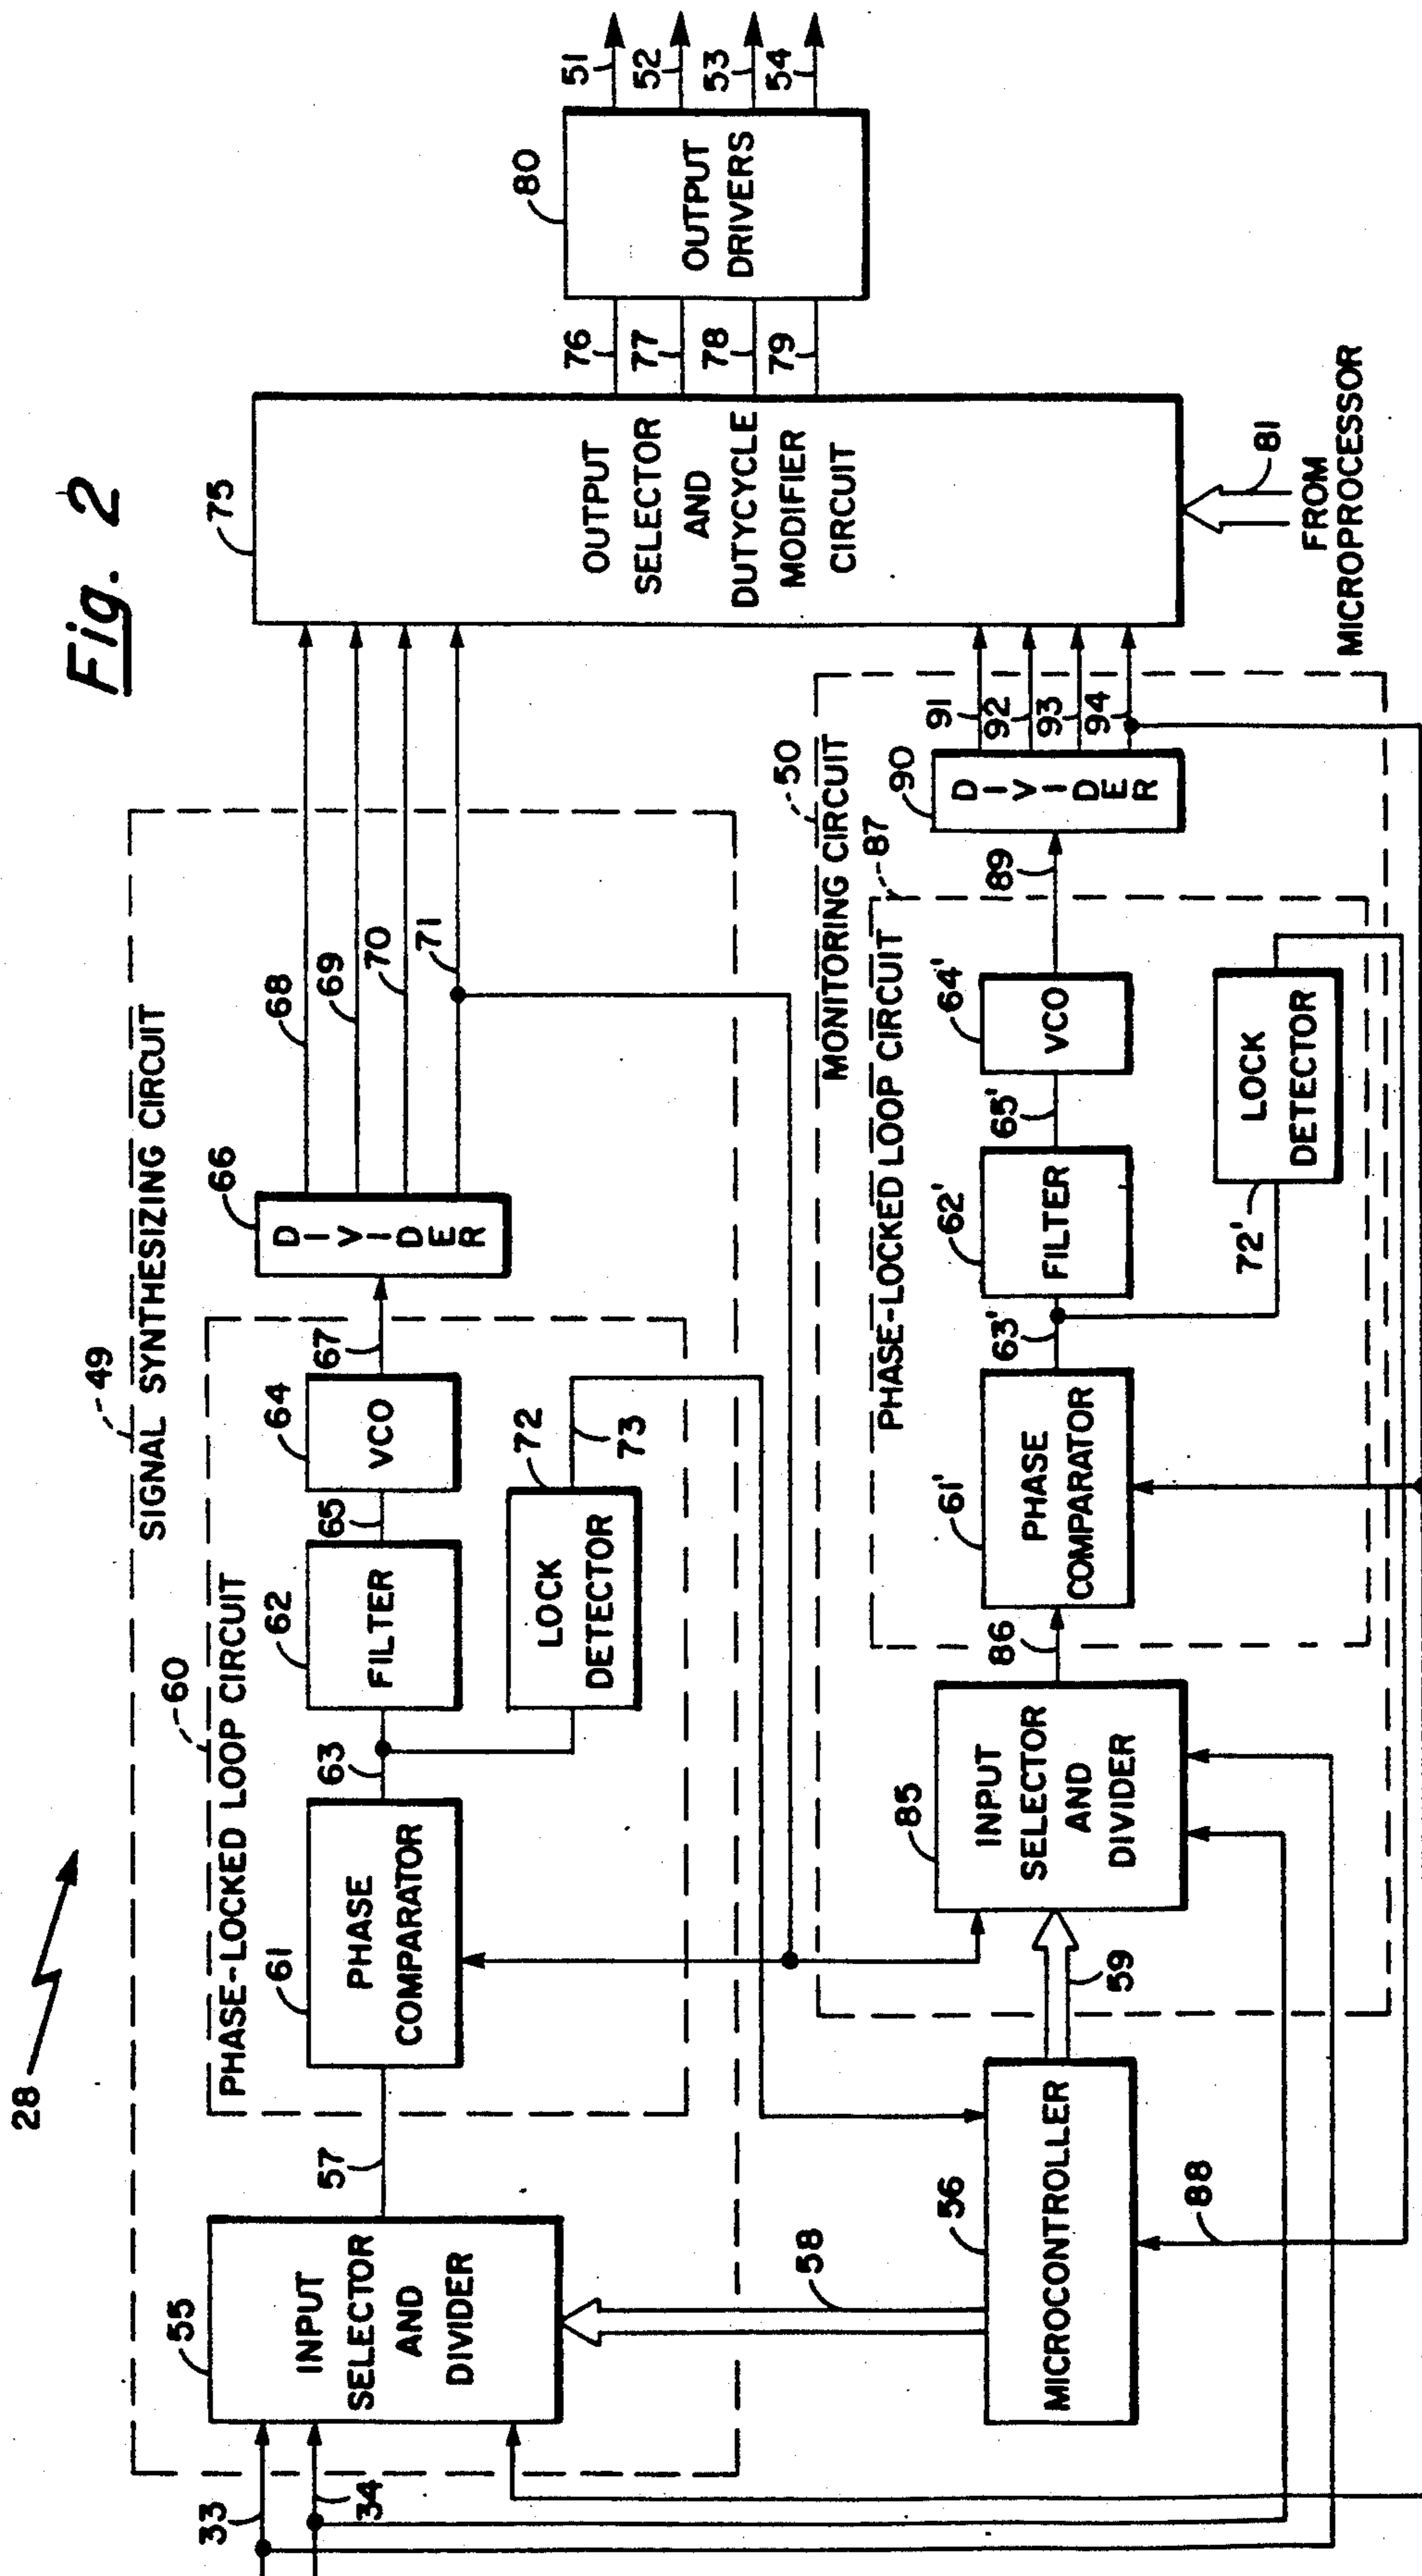 Fig. 2
28
49
SIGNAL SYNTHESIZING CIRCUIT
60
PHASE-LOCKED LOOP CIRCUIT
33
34
55
INPUT
SELECTOR
AND
DIVIDER
57
61
PHASE
COMPARATOR
63
62
FILTER
65
64
VCO
67
66
DIVIDER
68
69
70
71
72
LOCK
DETECTOR
73
75
OUTPUT
SELECTOR
AND
DUTYCYCLE
MODIFIER
CIRCUIT
76
77
78
79
80
OUTPUT
DRIVERS
51
52
53
54
81
FROM
MICROPROCESSOR
58
56
MICROCONTROLLER
88
59
50
MONITORING CIRCUIT
87
PHASE-LOCKED LOOP CIRCUIT
85
INPUT
SELECTOR
AND
DIVIDER
86
61'
PHASE
COMPARATOR
63'
62'
FILTER
65'
64'
VCO
89
90
DIVIDER
91
92
93
94
72'
LOCK
DETECTOR